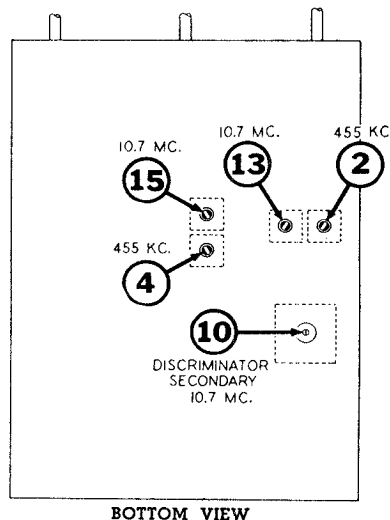 10.7 MC.
10.7 MC.
455 KC.
15
13
2
455 KC.
4
10
DISCRIMINATOR
SECONDARY
10.7 MC.
BOTTOM VIEW